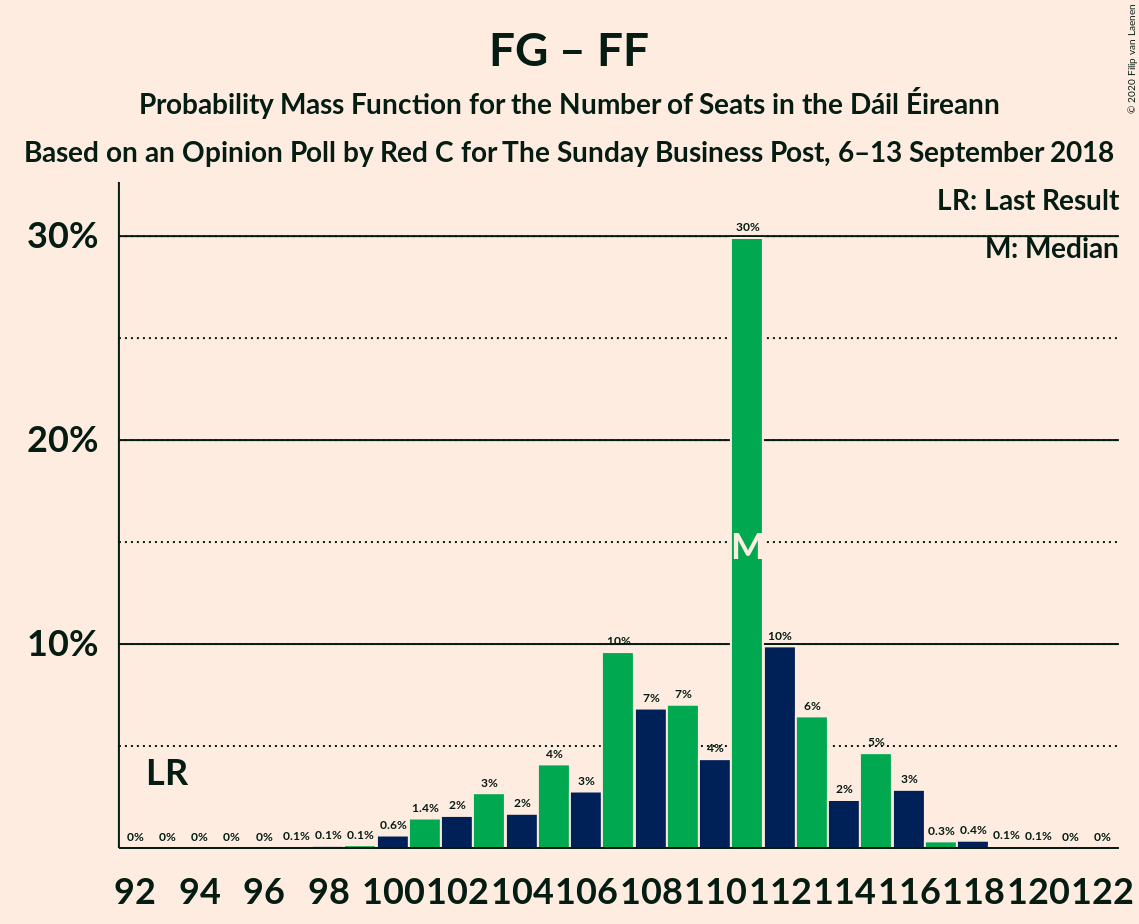 © 2020 Filip van Laenen
FG – FF
Probability Mass Function for the Number of Seats in the Dáil Éireann
Based on an Opinion Poll by Red C for The Sunday Business Post, 6–13 September 2018
LR: Last Result
M: Median
30%
20%
10%
LR
M
0% 0% 0% 0% 0% 0.1% 0.1% 0.1% 0.6% 1.4% 2% 3% 2% 4% 3% 10% 7% 7% 4% 30% 10% 6% 2% 5% 3% 0.3% 0.4% 0.1% 0.1% 0% 0%
92 94 96 98 100 102 104 106 108 110 112 114 116 118 120 122